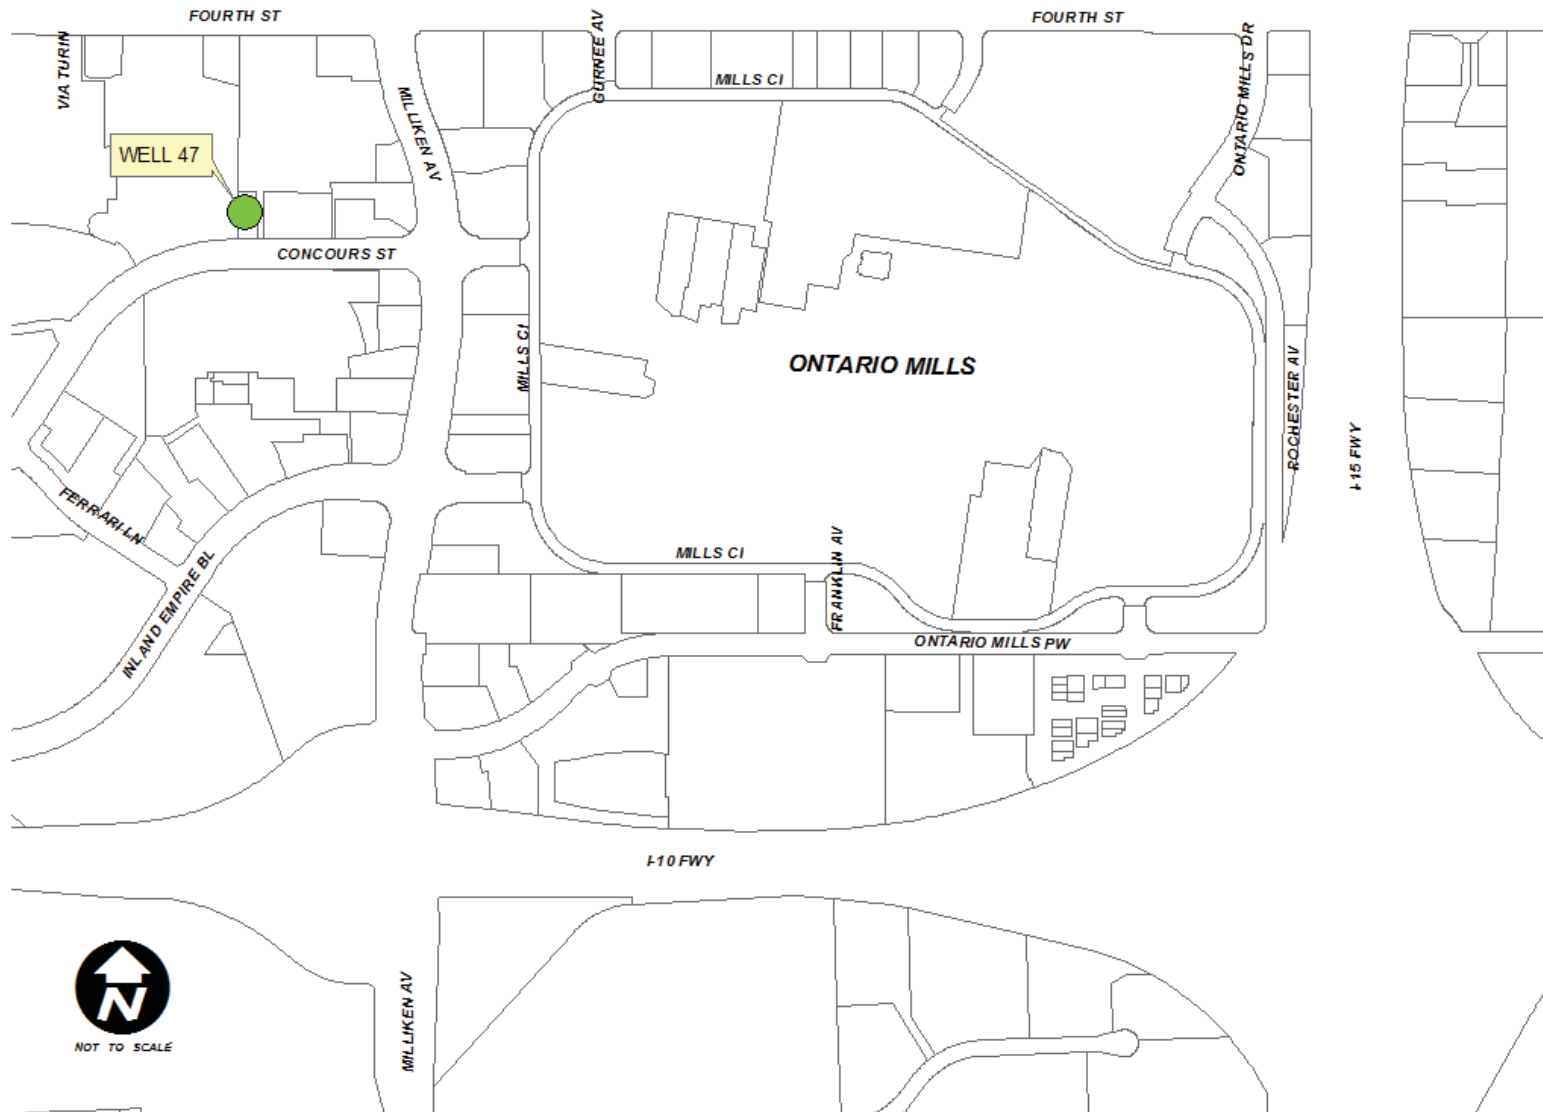 FOURTH ST
FOURTH ST
VIA TURIN
GURNEE AV
ONTARIO MILLS DR
MILLS CI
MILLIKEN AV
WELL 47
CONCOURS ST
MILLS CI
ONTARIO MILLS
ROCHESTER AV
I-15 FWY
FERRARI LN
INLAND EMPIRE BL
MILLS CI
FRANKLIN AV
ONTARIO MILLS PW
I-10 FWY
N
NOT TO SCALE
MILLIKEN AV